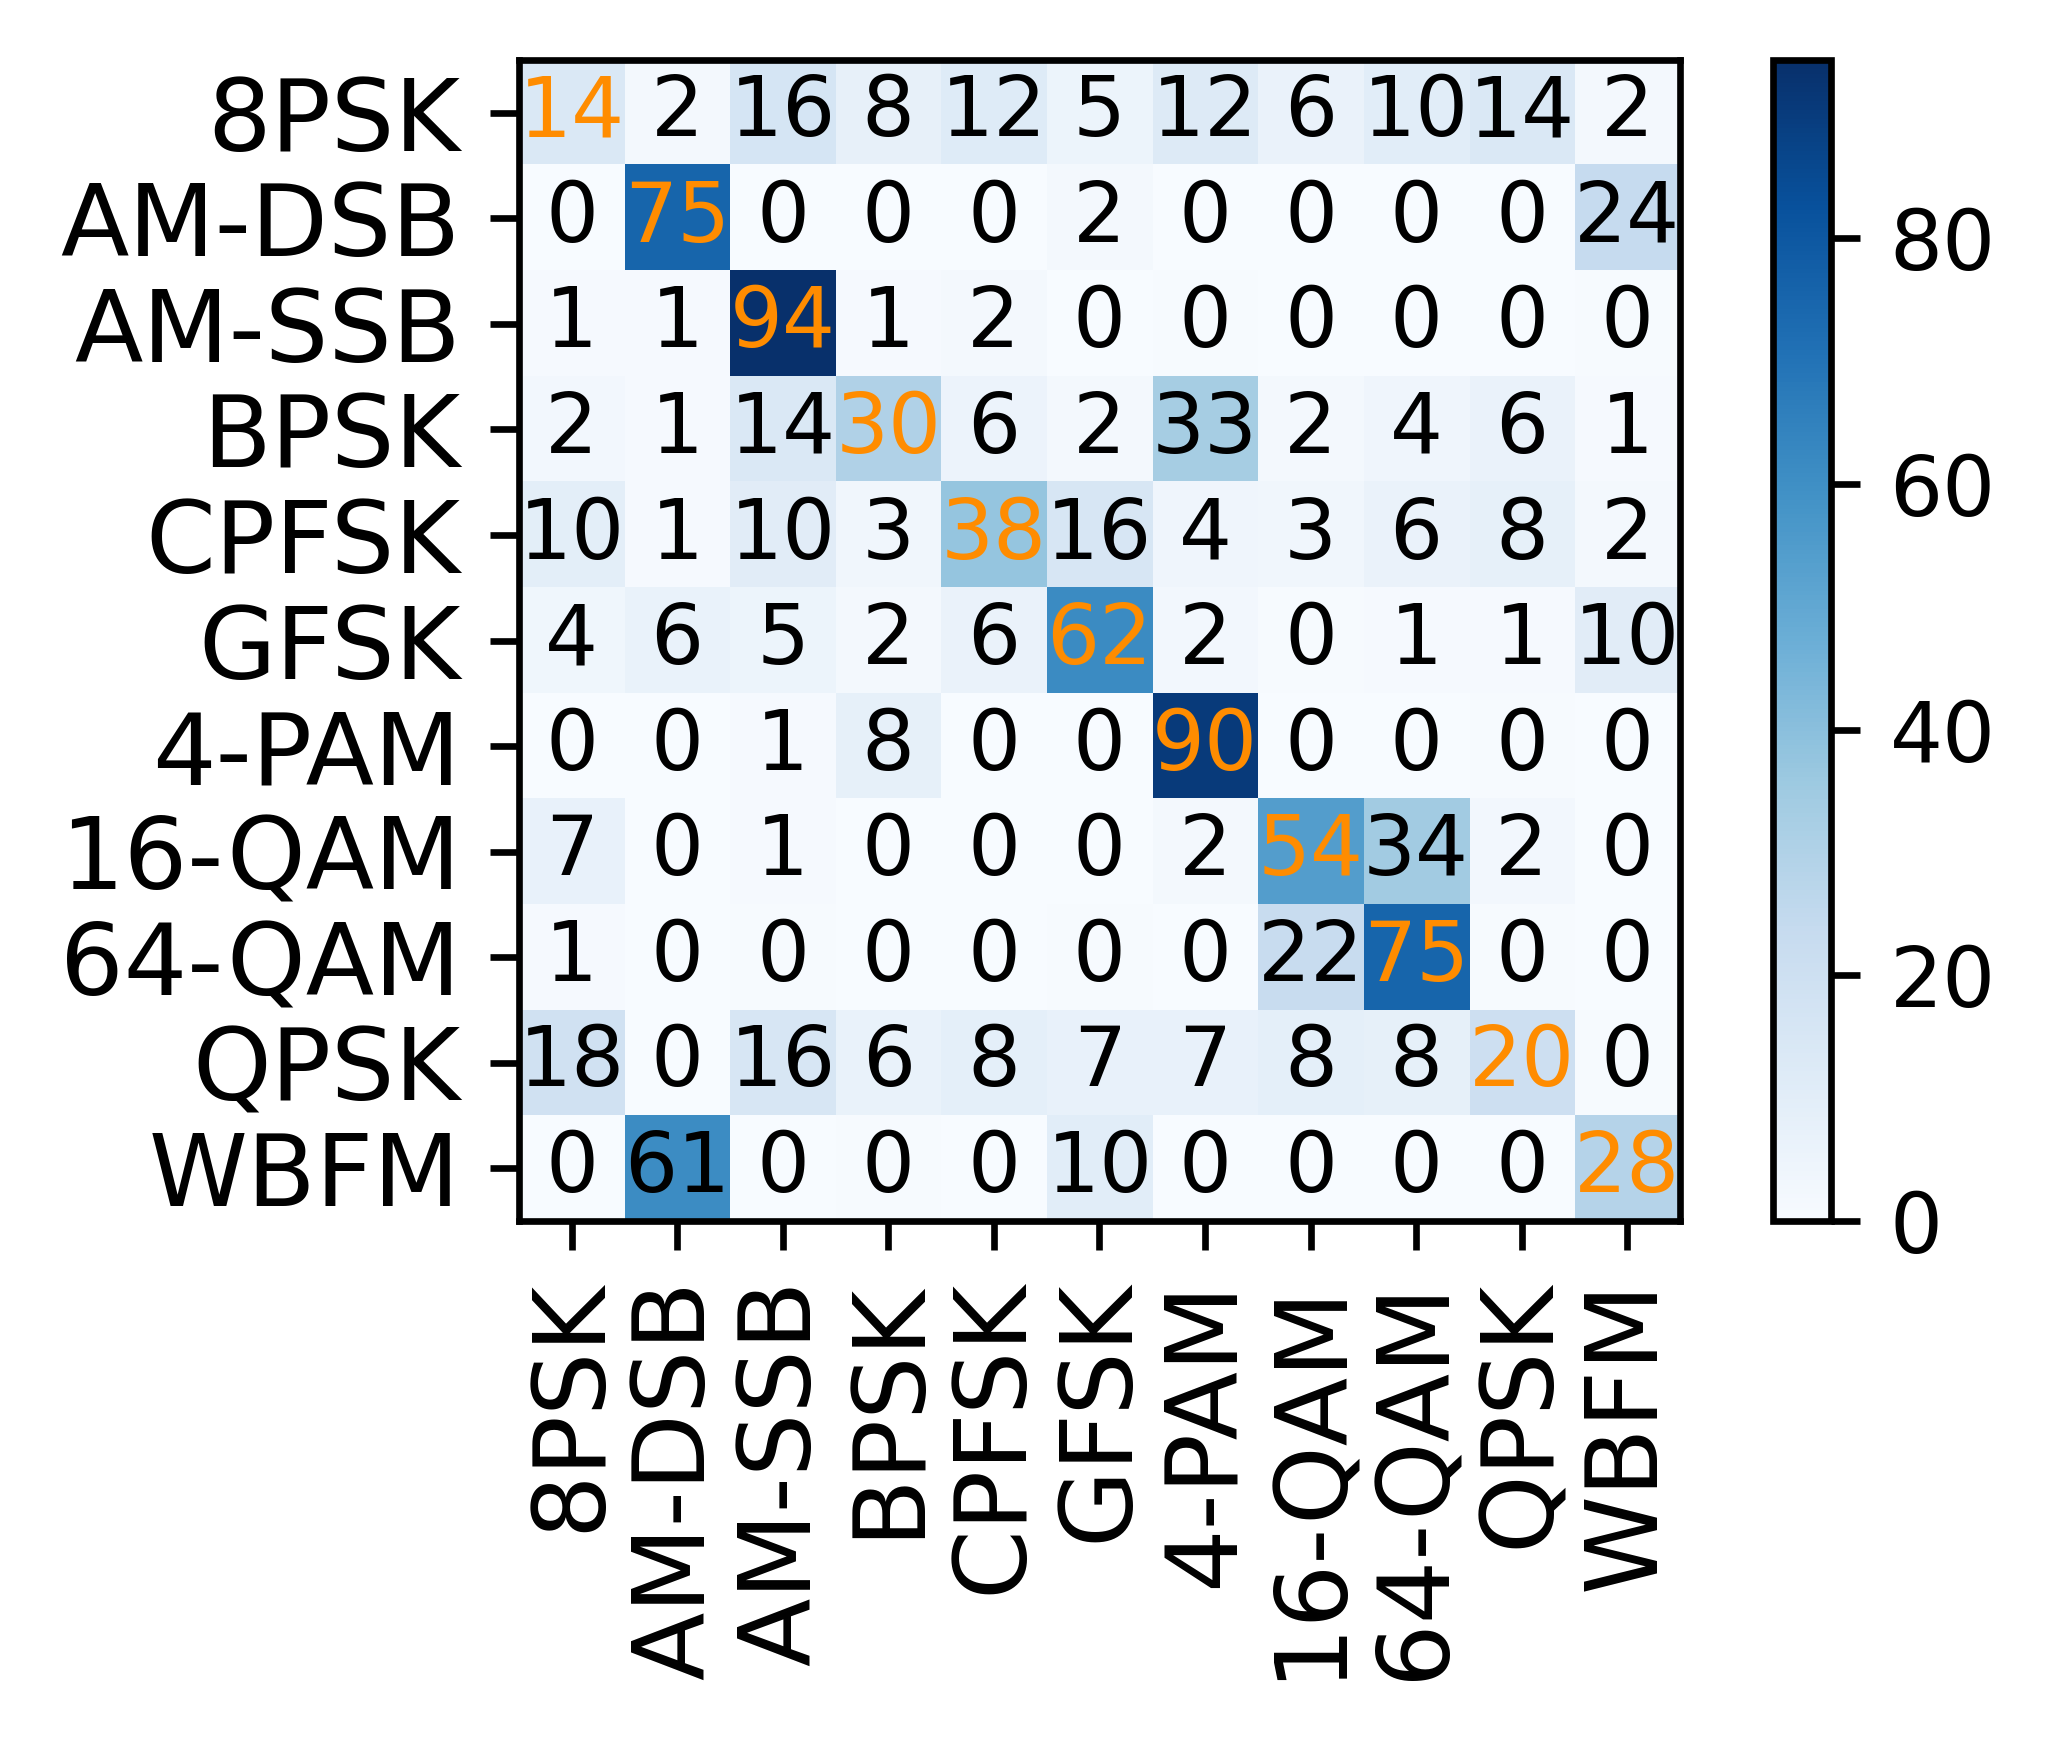 8PSK 14 2 16 8 12 5 12 6 10 14 2
AM-DSB 0 75 0 0 0 2 0 0 0 0 24
AM-SSB 1 1 94 1 2 0 0 0 0 0 0
BPSK 2 1 14 30 6 2 33 2 4 6 1
CPFSK 10 1 10 3 38 16 4 3 6 8 2
GFSK 4 6 5 2 6 62 2 0 1 1 10
4-PAM 0 0 1 8 0 0 90 0 0 0 0
16-QAM 7 0 1 0 0 0 2 54 34 2 0
64-QAM 1 0 0 0 0 0 0 22 75 0 0
QPSK 18 0 16 6 8 7 7 8 8 20 0
WBFM 0 61 0 0 0 10 0 0 0 0 28
8PSK
AM-DSB
AM-SSB
BPSK
CPFSK
GFSK
4-PAM
16-QAM
64-QAM
QPSK
WBFM
80
60
40
20
0